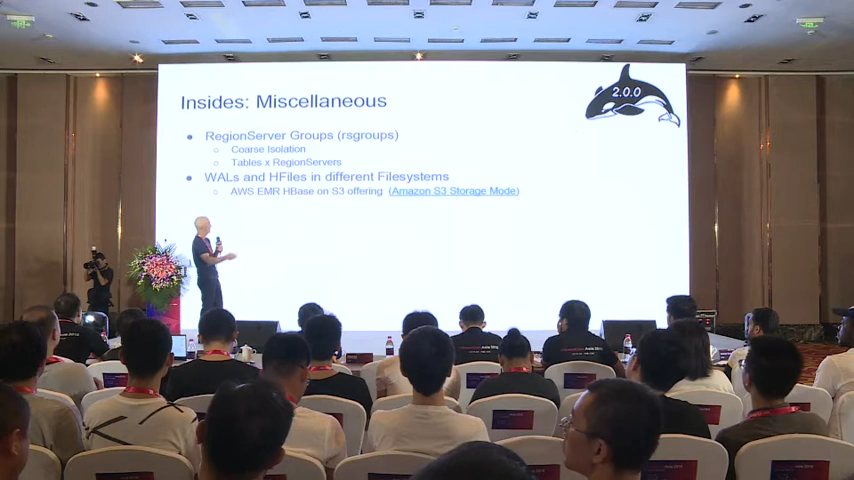 Insides: Miscellaneous
2.0.0
RegionServer Groups (rsgroups)
Coarse Isolation
Tables x RegionServers
WALs and HFiles in different Filesystems
AWS EMR HBase on S3 offering (Amazon S3 Storage Mode)